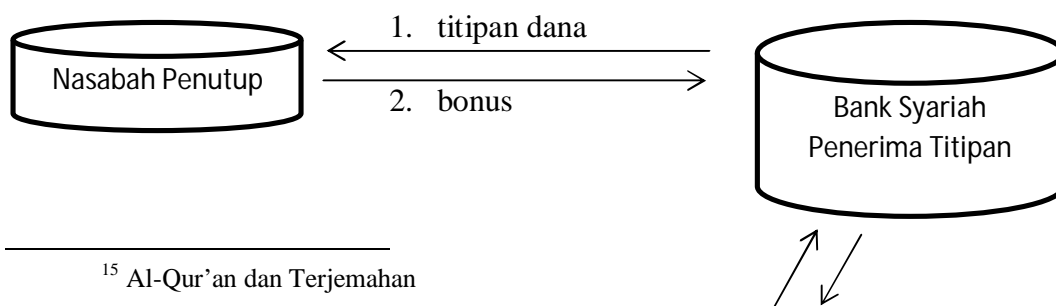 1. titipan dana
Nasabah Penutup
2. bonus
Bank Syariah
Penerima Titipan
15 Al-Qur’an dan Terjemahan